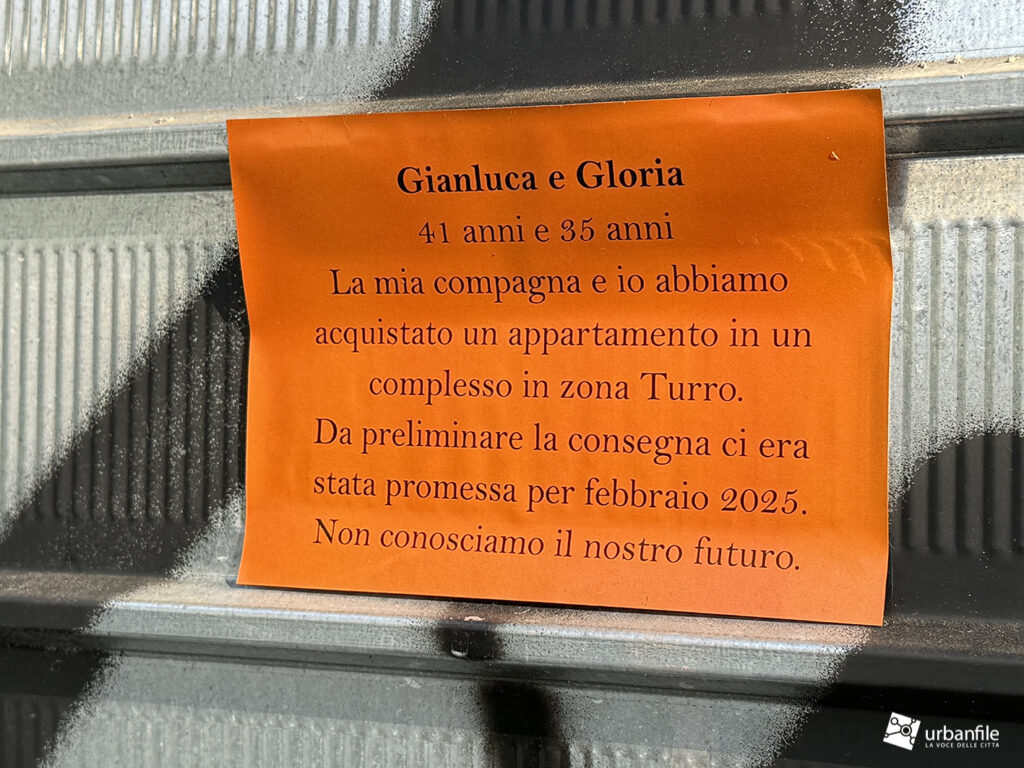 Gianluca e Gloria
41 anni e 35 anni
La mia compagna e io abbiamo
acquistato un appartamento in un
complesso in zona Turro.
Da preliminare la consegna ci era
stata promessa per febbraio 2025.
Non conosciamo il nostro futuro.
urbanfile
LA VOCE DELLE CITTÀ